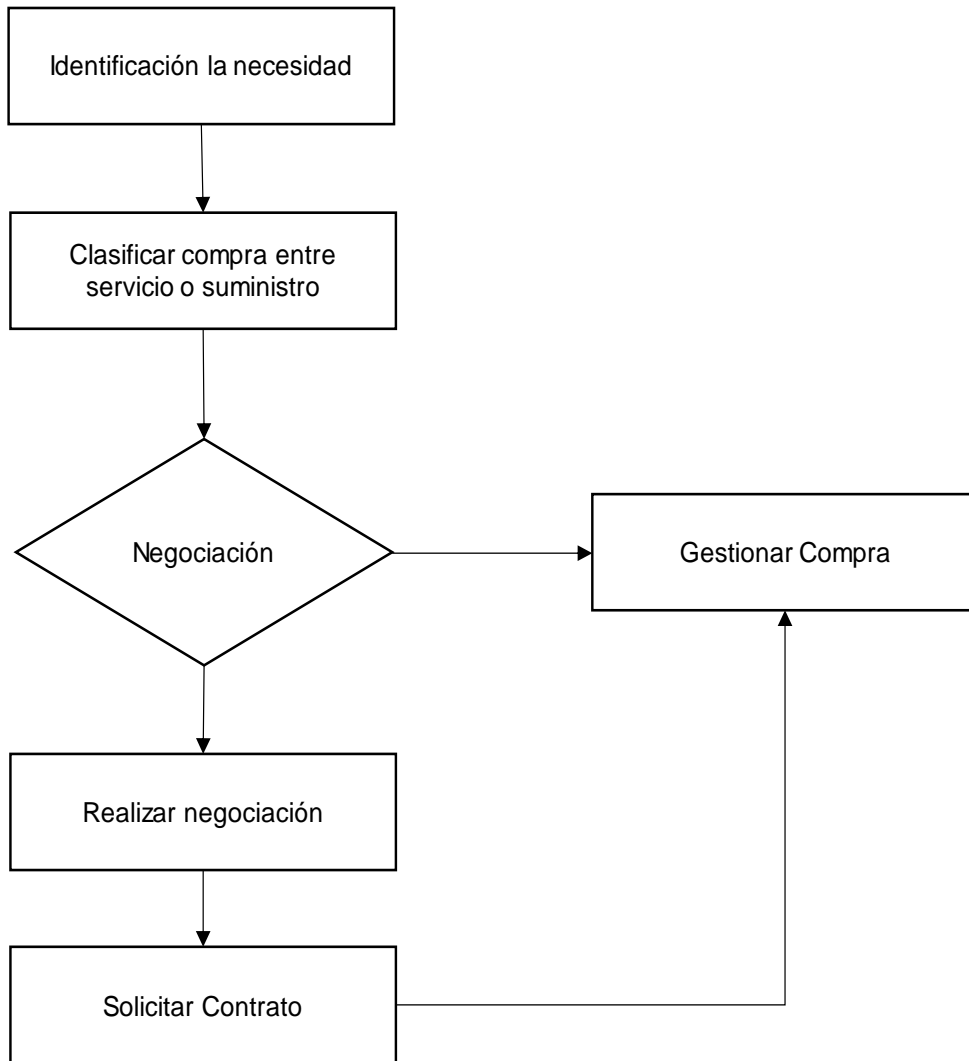 Identificación la necesidad
Clasificar compra entre
servicio o suministro
Negociación
Gestionar Compra
Realizar negociación
Solicitar Contrato